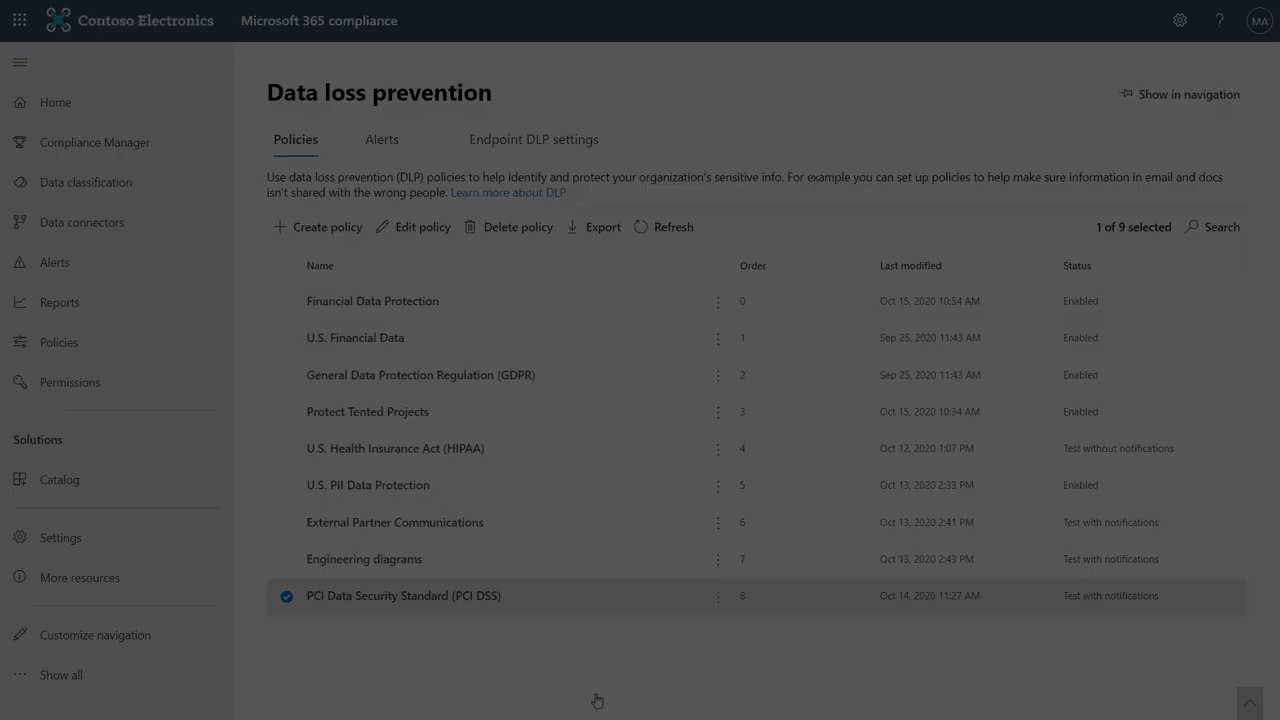 Contoso Electronics Microsoft 365 compliance ? MA
Home
Compliance Manager
Data classification
Data connectors
Alerts
Reports
Policies
Permissions
Solutions
Catalog
Settings
More resources
Customize navigation
Show all
Data loss prevention
Show in navigation
Policies Alerts Endpoint DLP settings
Use data loss prevention (DLP) policies to help identify and protect your organization's sensitive info. For example you can set up policies to help make sure information in email and docs
isn't shared with the wrong people. Learn more about DLP
Create policy Edit policy Delete policy Export Refresh 1 of 9 selected Search
Name Order Last modified Status
Financial Data Protection 0 Oct 15, 2020 10:54 AM Enabled
U.S. Financial Data 1 Sep 25, 2020 11:43 AM Enabled
General Data Protection Regulation (GDPR) 2 Sep 25, 2020 11:43 AM Enabled
Protect Tented Projects 3 Oct 15, 2020 10:34 AM Enabled
U.S. Health Insurance Act (HIPAA) 4 Oct 12, 2020 1:07 PM Test without notifications
U.S. PII Data Protection 5 Oct 13, 2020 2:33 PM Enabled
External Partner Communications 6 Oct 13, 2020 2:41 PM Test with notifications
Engineering diagrams 7 Oct 13, 2020 2:43 PM Test with notifications
PCI Data Security Standard (PCI DSS) 8 Oct 14, 2020 11:27 AM Test with notifications